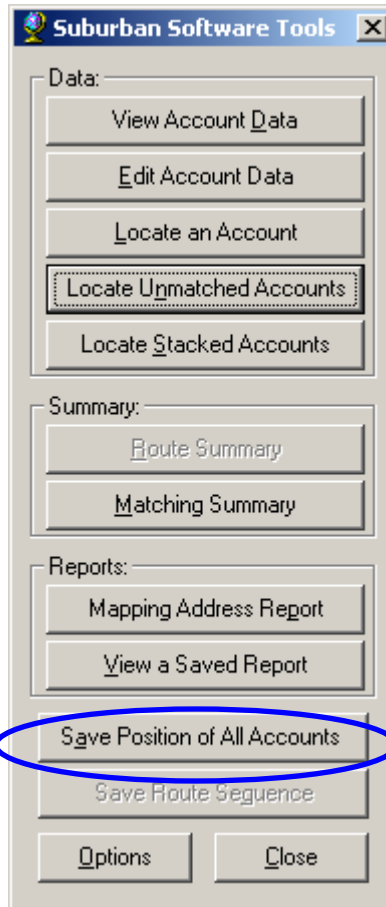 Suburban Software Tools
Data:
View Account Data
Edit Account Data
Locate an Account
Locate Unmatched Accounts
Locate Stacked Accounts
Summary:
Route Summary
Matching Summary
Reports:
Mapping Address Report
View a Saved Report
Save Position of All Accounts
Save Route Sequence
Options Close